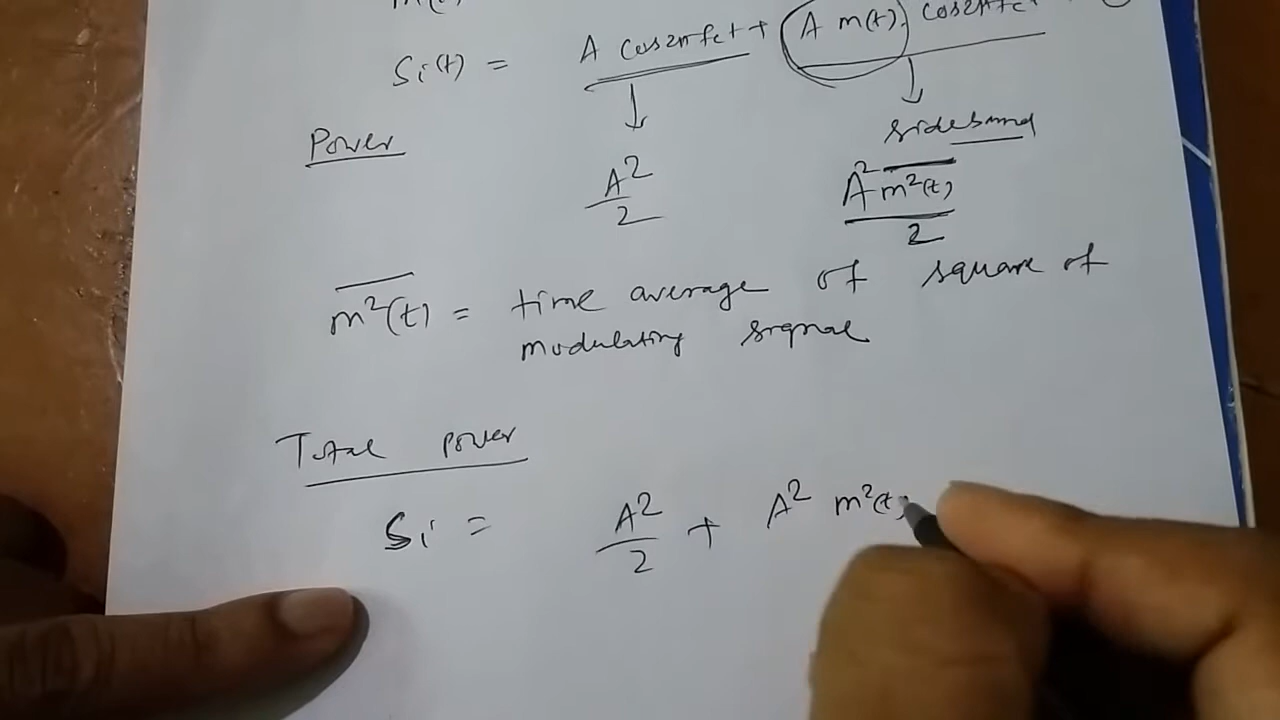 Si(t) = A cos2πfct + A m(t). cos2πfct
sideband
Power
A²/2
A² m²(t)/2
m²(t) = time average of square of
modulating signal
Total power
Si = A²/2 + A² m²(t)